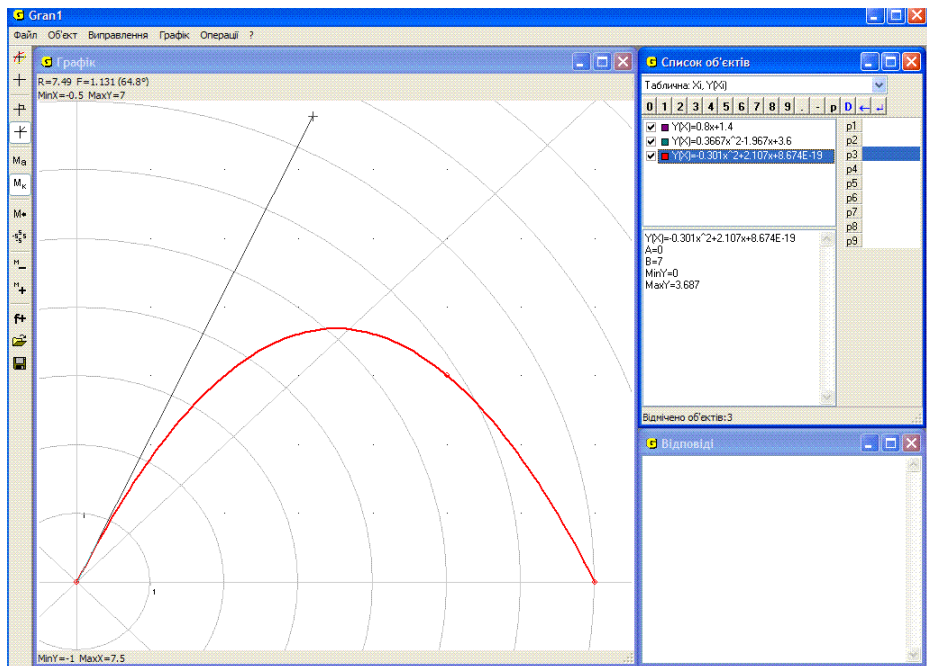 Gran1
Файл Об'єкт Виправлення Графік Операції ?
Графік
R=7.49 F=1.131 (64.8°)
MinX=-0.5 MaxY=7
Ma
Mк
M
M
f+
1
1
MinY=-1 MaxX=7.5
Список об'єктів
Таблична: Xi, Y(Xi)
0 1 2 3 4 5 6 7 8 9 . - p D
Y(X)=0.8x+1.4
Y(X)=0.3667x^2-1.967x+3.6
Y(X)=-0.301x^2+2.107x+8.674E-19
p1
p2
p3
p4
p5
p6
p7
p8
p9
Y(X)=-0.301x^2+2.107x+8.674E-19
A=0
B=7
MinY=0
MaxY=3.687
Відмічено об'єктів:3
Відповіді